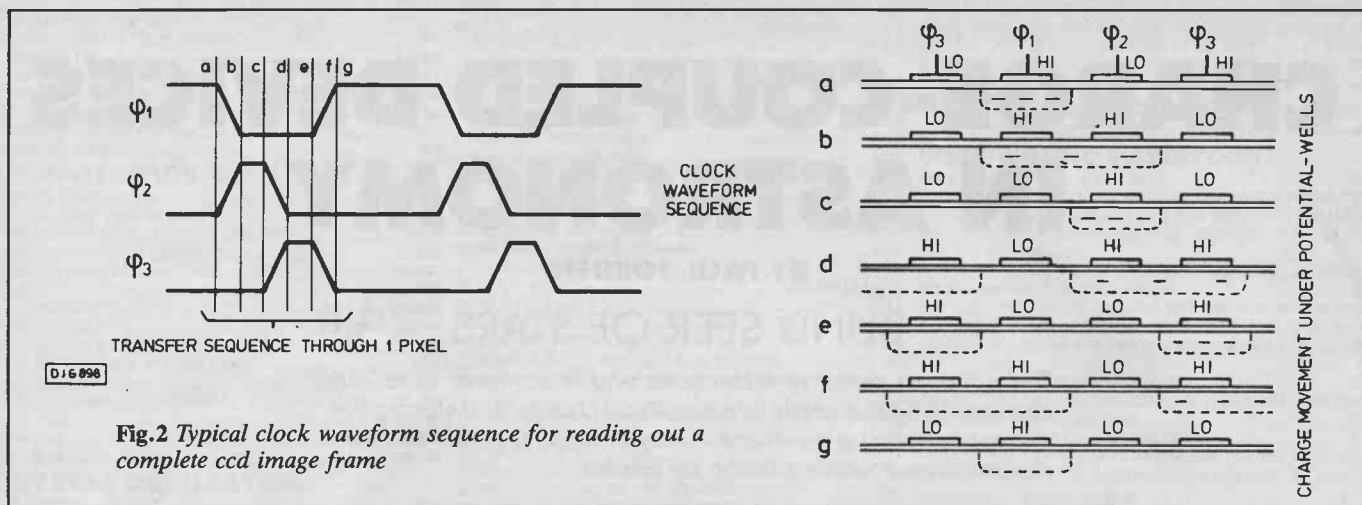 a b c d e f g
φ1
φ2
φ3
CLOCK
WAVEFORM
SEQUENCE
TRANSFER SEQUENCE THROUGH 1 PIXEL
DJ6898
Fig.2 Typical clock waveform sequence for reading out a
complete ccd image frame
φ3 φ1 φ2 φ3
a LO HI LO HI
b LO HI HI LO
c LO LO HI LO
d HI LO HI HI
e HI LO LO HI
f HI HI LO HI
g LO HI LO LO
CHARGE MOVEMENT UNDER POTENTIAL-WELLS